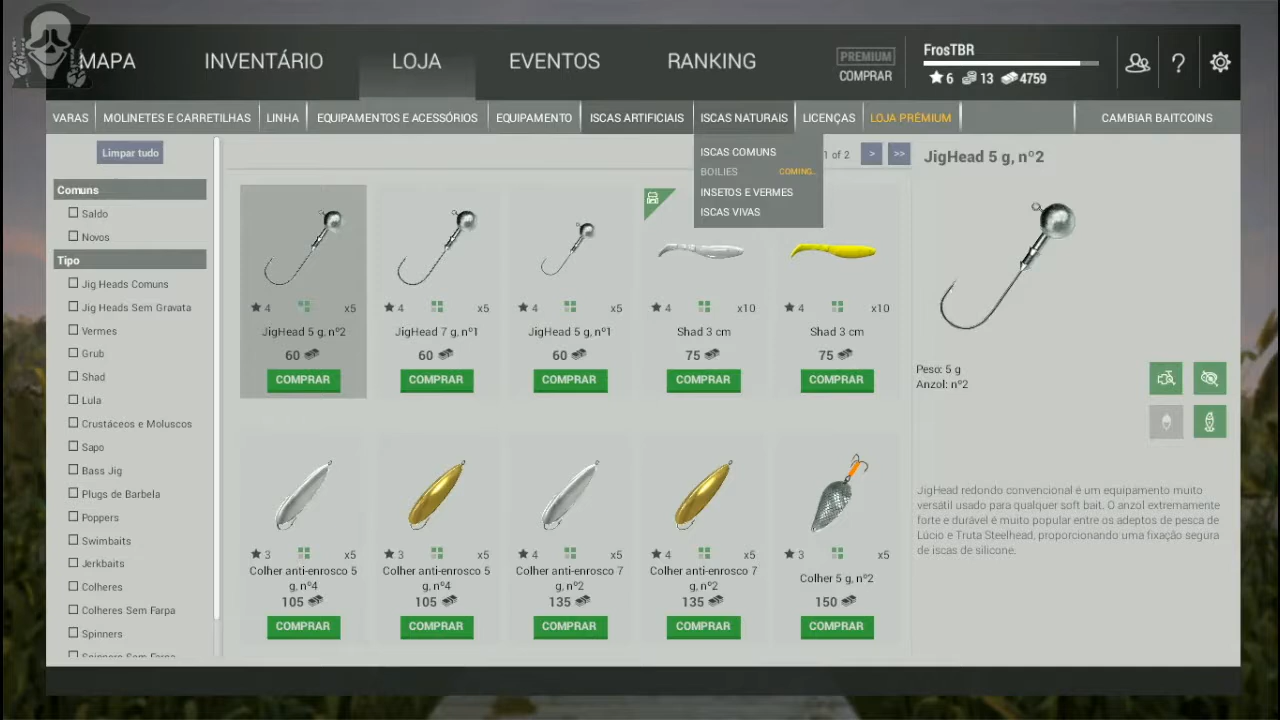 MAPA
INVENTÁRIO
LOJA
EVENTOS
RANKING
PREMIUM
COMPRAR
FrosTBR
6 13 4759
?
VARAS
MOLINETES E CARRETILHAS
LINHA
EQUIPAMENTOS E ACESSÓRIOS
EQUIPAMENTO
ISCAS ARTIFICIAIS
ISCAS NATURAIS
LICENÇAS
LOJA PRÉMIUM
CAMBIAR BAITCOINS
ISCAS COMUNS
BOILIES COMING..
INSETOS E VERMES
ISCAS VIVAS
1 of 2 > >>
Limpar tudo
Comuns
Saldo
Novos
Tipo
Jig Heads Comuns
Jig Heads Sem Gravata
Vermes
Grub
Shad
Lula
Crustáceos e Moluscos
Sapo
Bass Jig
Plugs de Barbela
Poppers
Swimbaits
Jerkbaits
Colheres
Colheres Sem Farpa
Spinners
Spinners Sem Farpa
4 x5
JigHead 5 g, nº2
60
COMPRAR
4 x5
JigHead 7 g, nº1
60
COMPRAR
4 x5
JigHead 5 g, nº1
60
COMPRAR
4 x10
Shad 3 cm
75
COMPRAR
4 x10
Shad 3 cm
75
COMPRAR
3 x5
Colher anti-enrosco 5
g, nº4
105
COMPRAR
3 x5
Colher anti-enrosco 5
g, nº4
105
COMPRAR
4 x5
Colher anti-enrosco 7
g, nº2
135
COMPRAR
4 x5
Colher anti-enrosco 7
g, nº2
135
COMPRAR
3 x5
Colher 5 g, nº2
150
COMPRAR
JigHead 5 g, nº2
Peso: 5 g
Anzol: nº2
JigHead redondo convencional é um equipamento muito
versátil usado para qualquer soft bait. O anzol extremamente
forte e durável é muito popular entre os adeptos de pesca de
Lúcio e Truta Steelhead, proporcionando uma fixação segura
de iscas de silicone.